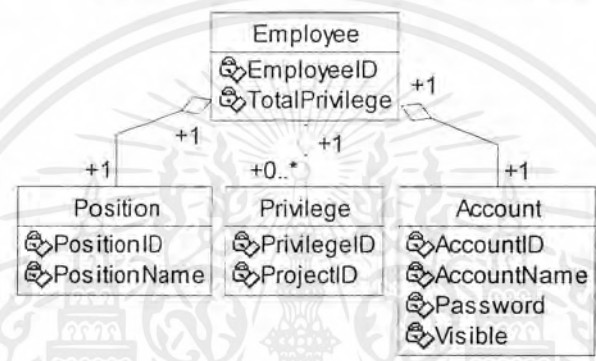 Employee
EmployeeID
TotalPrivilege
+1
+1
+1
+1
+0..*
+1
Position
PositionID
PositionName
Privilege
PrivilegeID
ProjectID
Account
AccountID
AccountName
Password
Visible